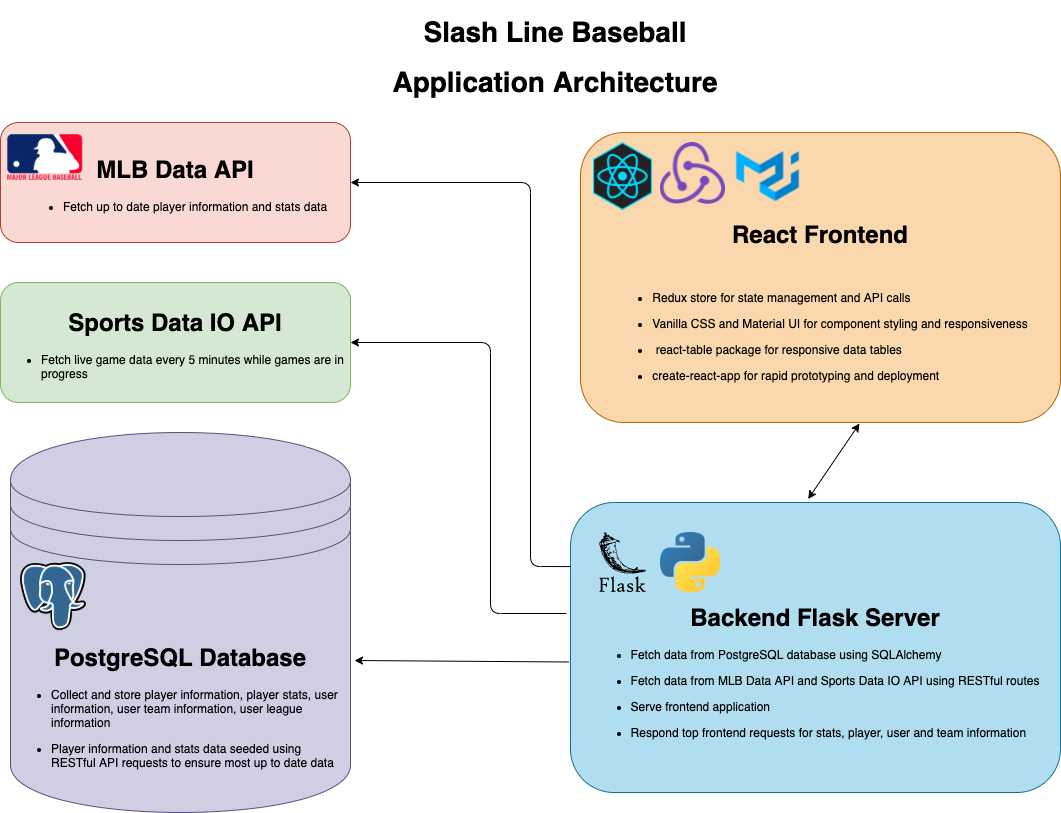 Slash Line Baseball
Application Architecture
MAJOR LEAGUE BASEBALL
MLB Data API
• Fetch up to date player information and stats data
Sports Data IO API
• Fetch live game data every 5 minutes while games are in
progress
PostgreSQL Database
• Collect and store player information, player stats, user
information, user team information, user league
information
• Player information and stats data seeded using
RESTful API requests to ensure most up to date data
React Frontend
• Redux store for state management and API calls
• Vanilla CSS and Material UI for component styling and responsiveness
• react-table package for responsive data tables
• create-react-app for rapid prototyping and deployment
Flask
Backend Flask Server
• Fetch data from PostgreSQL database using SQLAlchemy
• Fetch data from MLB Data API and Sports Data IO API using RESTful routes
• Serve frontend application
• Respond top frontend requests for stats, player, user and team information